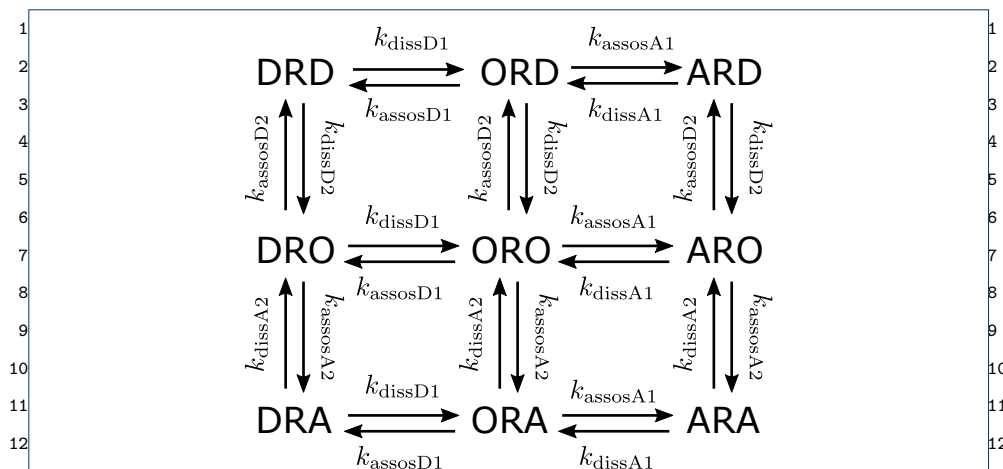 1 1
k_dissD1 k_assosA1
2 DRD ORD ARD 2
k_assosD1 k_dissA1
3 3
k_assosD2 k_dissD2 k_assosD2 k_dissD2 k_assosD2 k_dissD2
4 4
5 5
6 6
k_dissD1 k_assosA1
7 DRO ORO ARO 7
k_assosD1 k_dissA1
8 8
k_dissA2 k_assosA2 k_dissA2 k_assosA2 k_dissA2 k_assosA2
9 9
10 10
k_dissD1 k_assosA1
11 DRA ORA ARA 11
k_assosD1 k_dissA1
12 12